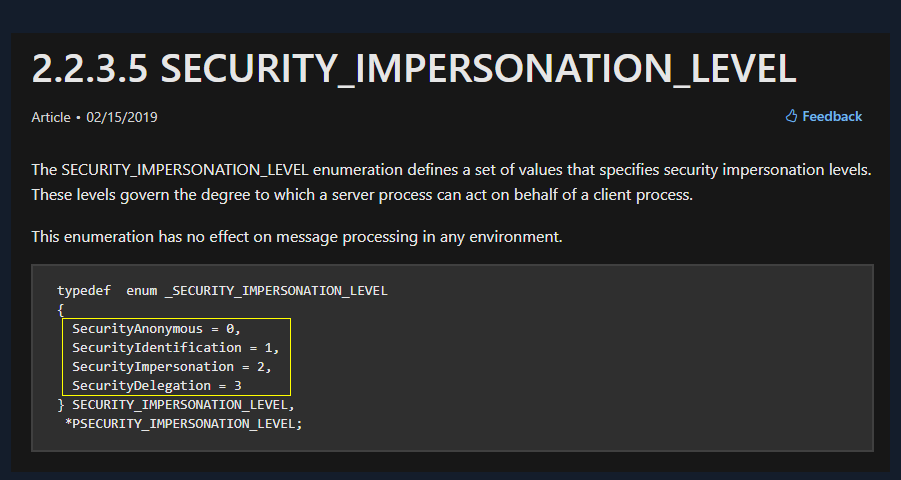 2.2.3.5 SECURITY_IMPERSONATION_LEVEL
Article • 02/15/2019
Feedback
The SECURITY_IMPERSONATION_LEVEL enumeration defines a set of values that specifies security impersonation levels.
These levels govern the degree to which a server process can act on behalf of a client process.
This enumeration has no effect on message processing in any environment.
typedef  enum _SECURITY_IMPERSONATION_LEVEL
{
  SecurityAnonymous = 0,
  SecurityIdentification = 1,
  SecurityImpersonation = 2,
  SecurityDelegation = 3
} SECURITY_IMPERSONATION_LEVEL,
 *PSECURITY_IMPERSONATION_LEVEL;